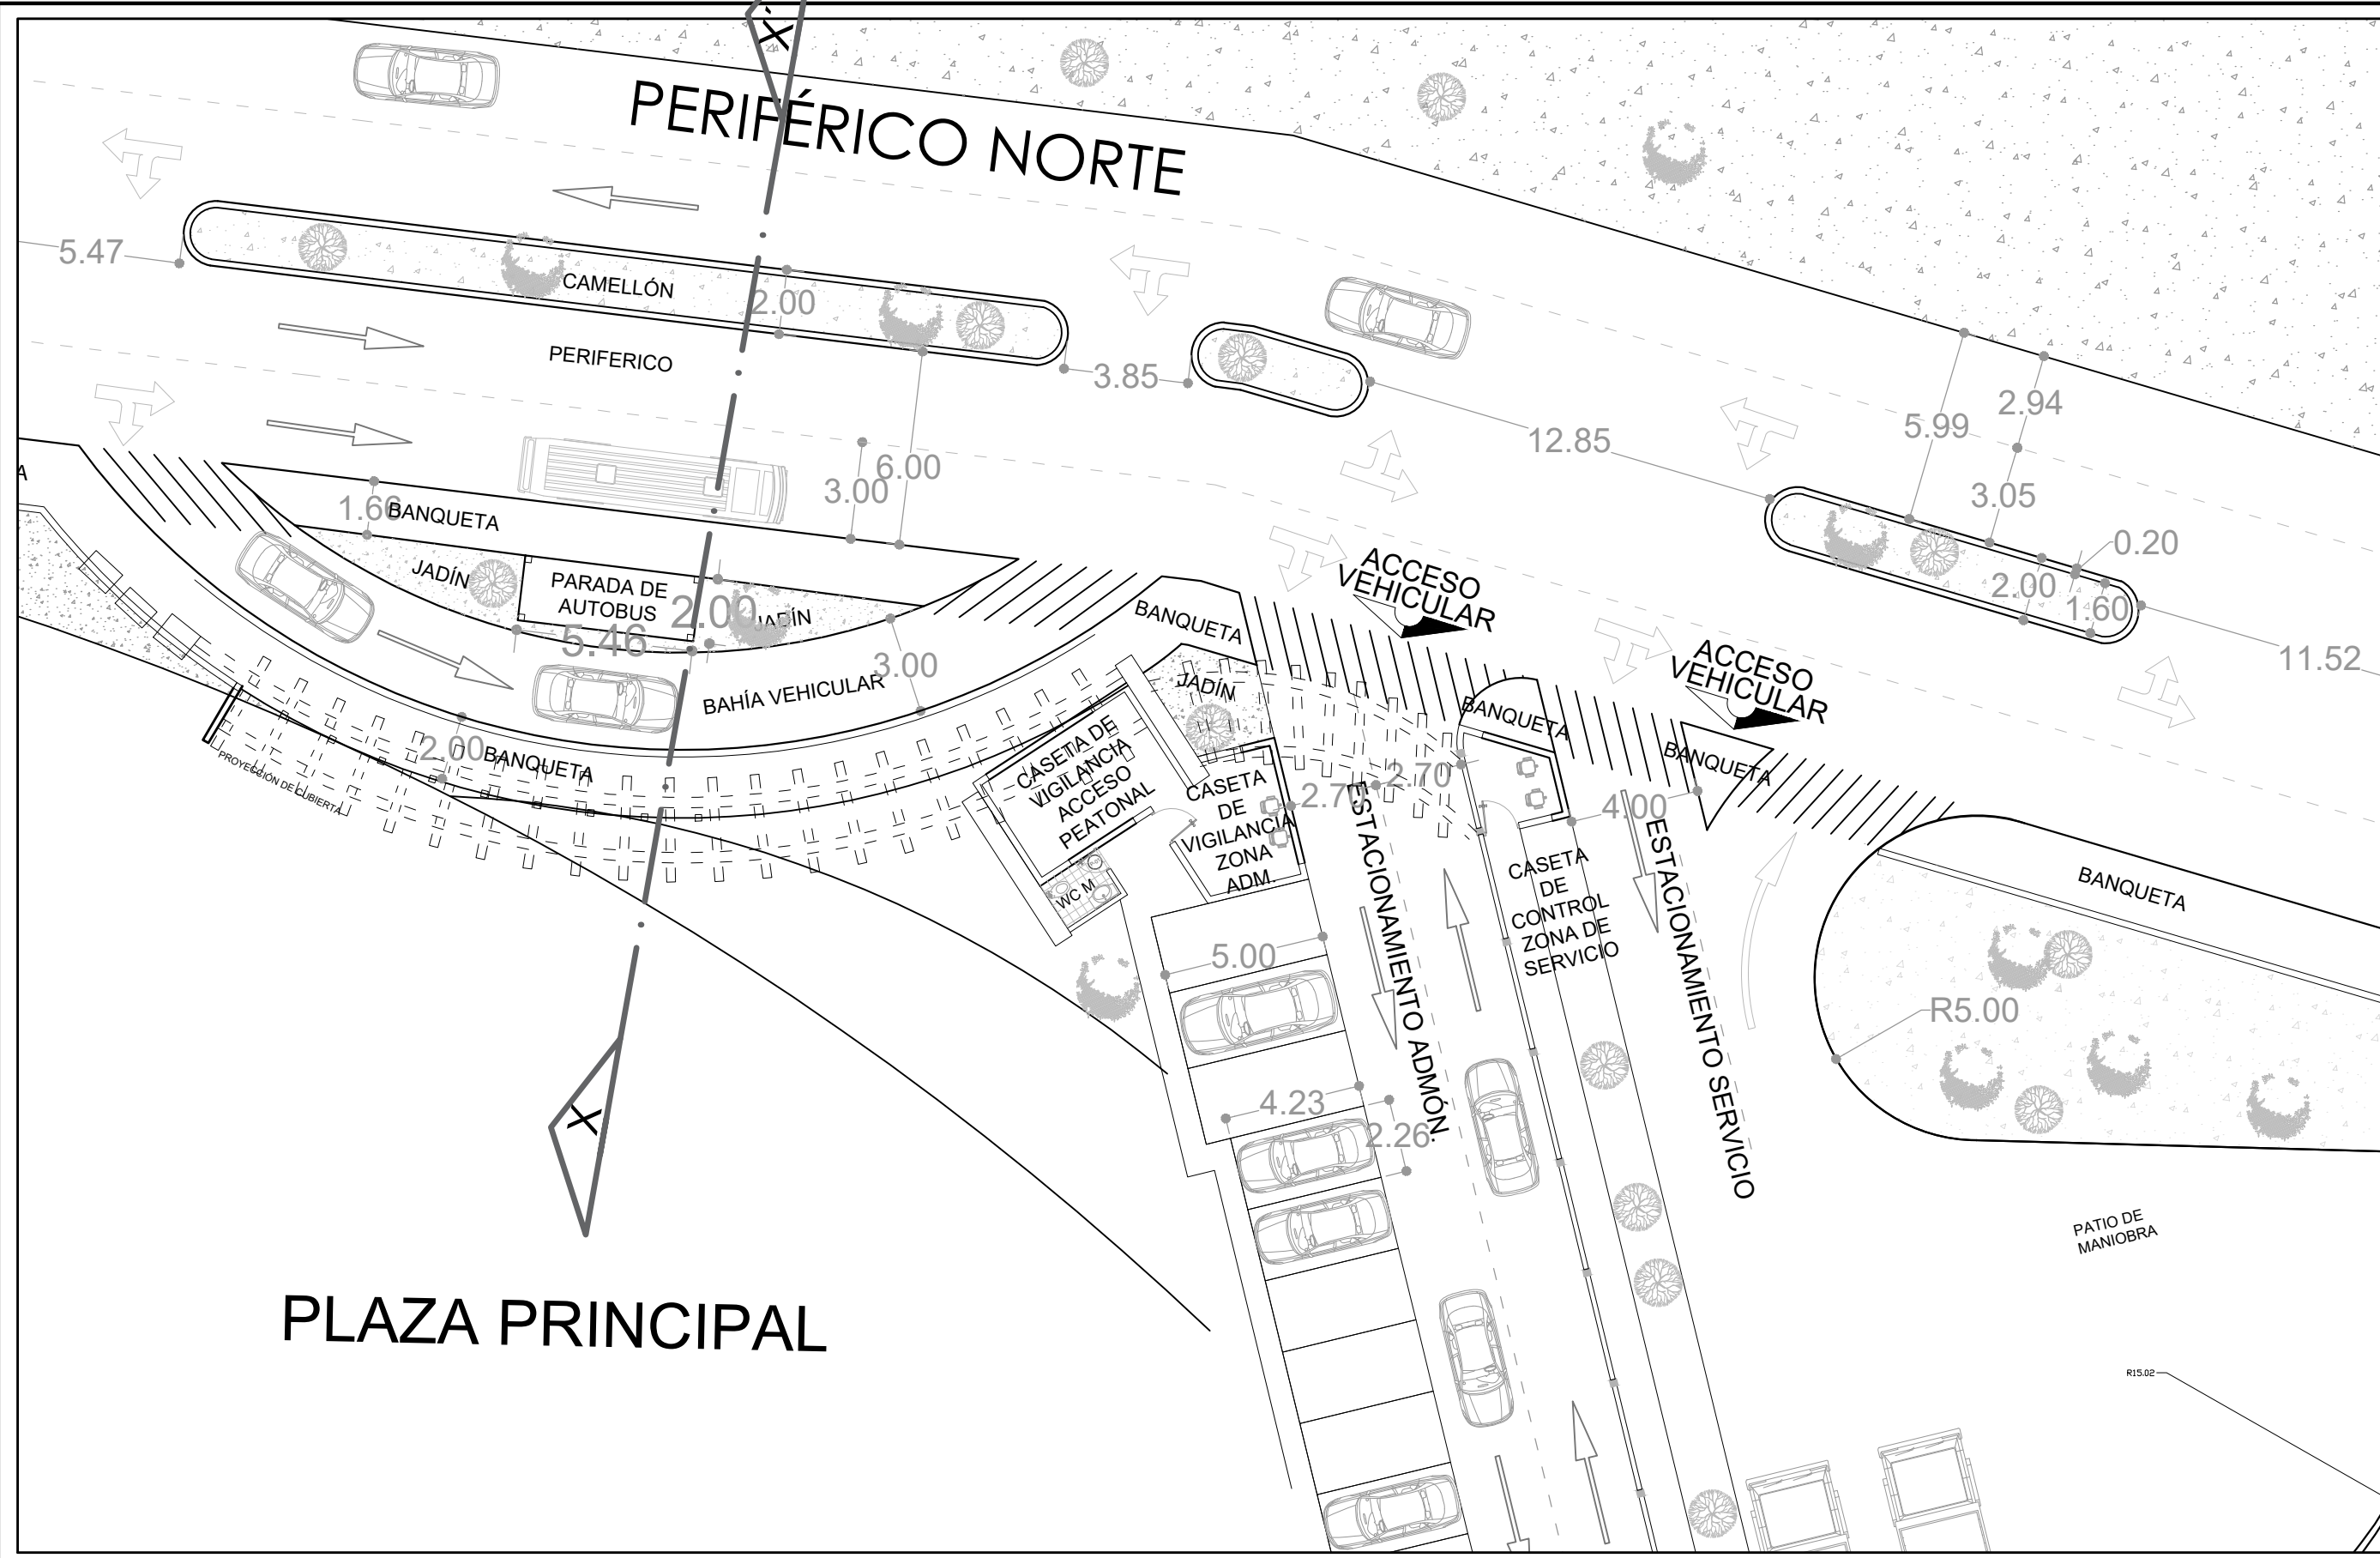 X'
PERIFÉRICO NORTE
5.47
CAMELLÓN
2.00
PERIFERICO
3.85
12.85
5.99
2.94
3.05
0.20
2.00
1.60
11.52
3.00
6.00
A
1.60
BANQUETA
JADÍN
PARADA DE
AUTOBUS
2.00
JADÍN
5.46
3.00
BAHÍA VEHICULAR
BANQUETA
JADÍN
ACCESO
VEHICULAR
ACCESO
VEHICULAR
BANQUETA
BANQUETA
2.00
BANQUETA
PROYECCIÓN DE CUBIERTA
CASETA DE
VIGILANCIA
ACCESO
PEATONAL
WC M
CASETA
DE
VIGILANCIA
ZONA
ADM.
2.70
2.70
4.00
ESTACIONAMIENTO ADMÓN.
CASETA
DE
CONTROL
ZONA DE
SERVICIO
ESTACIONAMIENTO SERVICIO
BANQUETA
R5.00
5.00
4.23
2.26
X
PLAZA PRINCIPAL
PATIO DE
MANIOBRA
R15.02